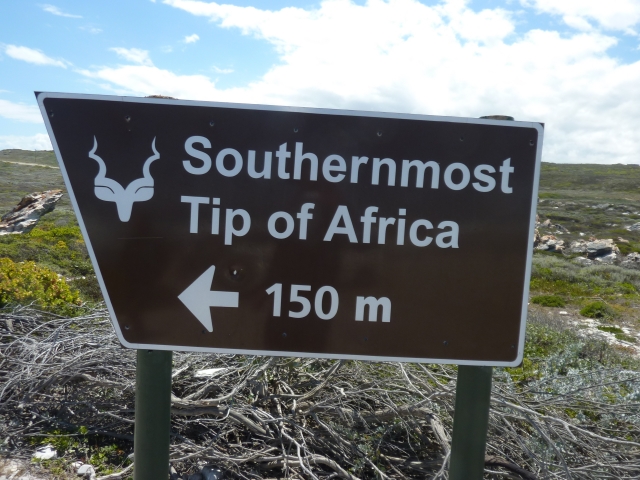 Southernmost
Tip of Africa
150 m